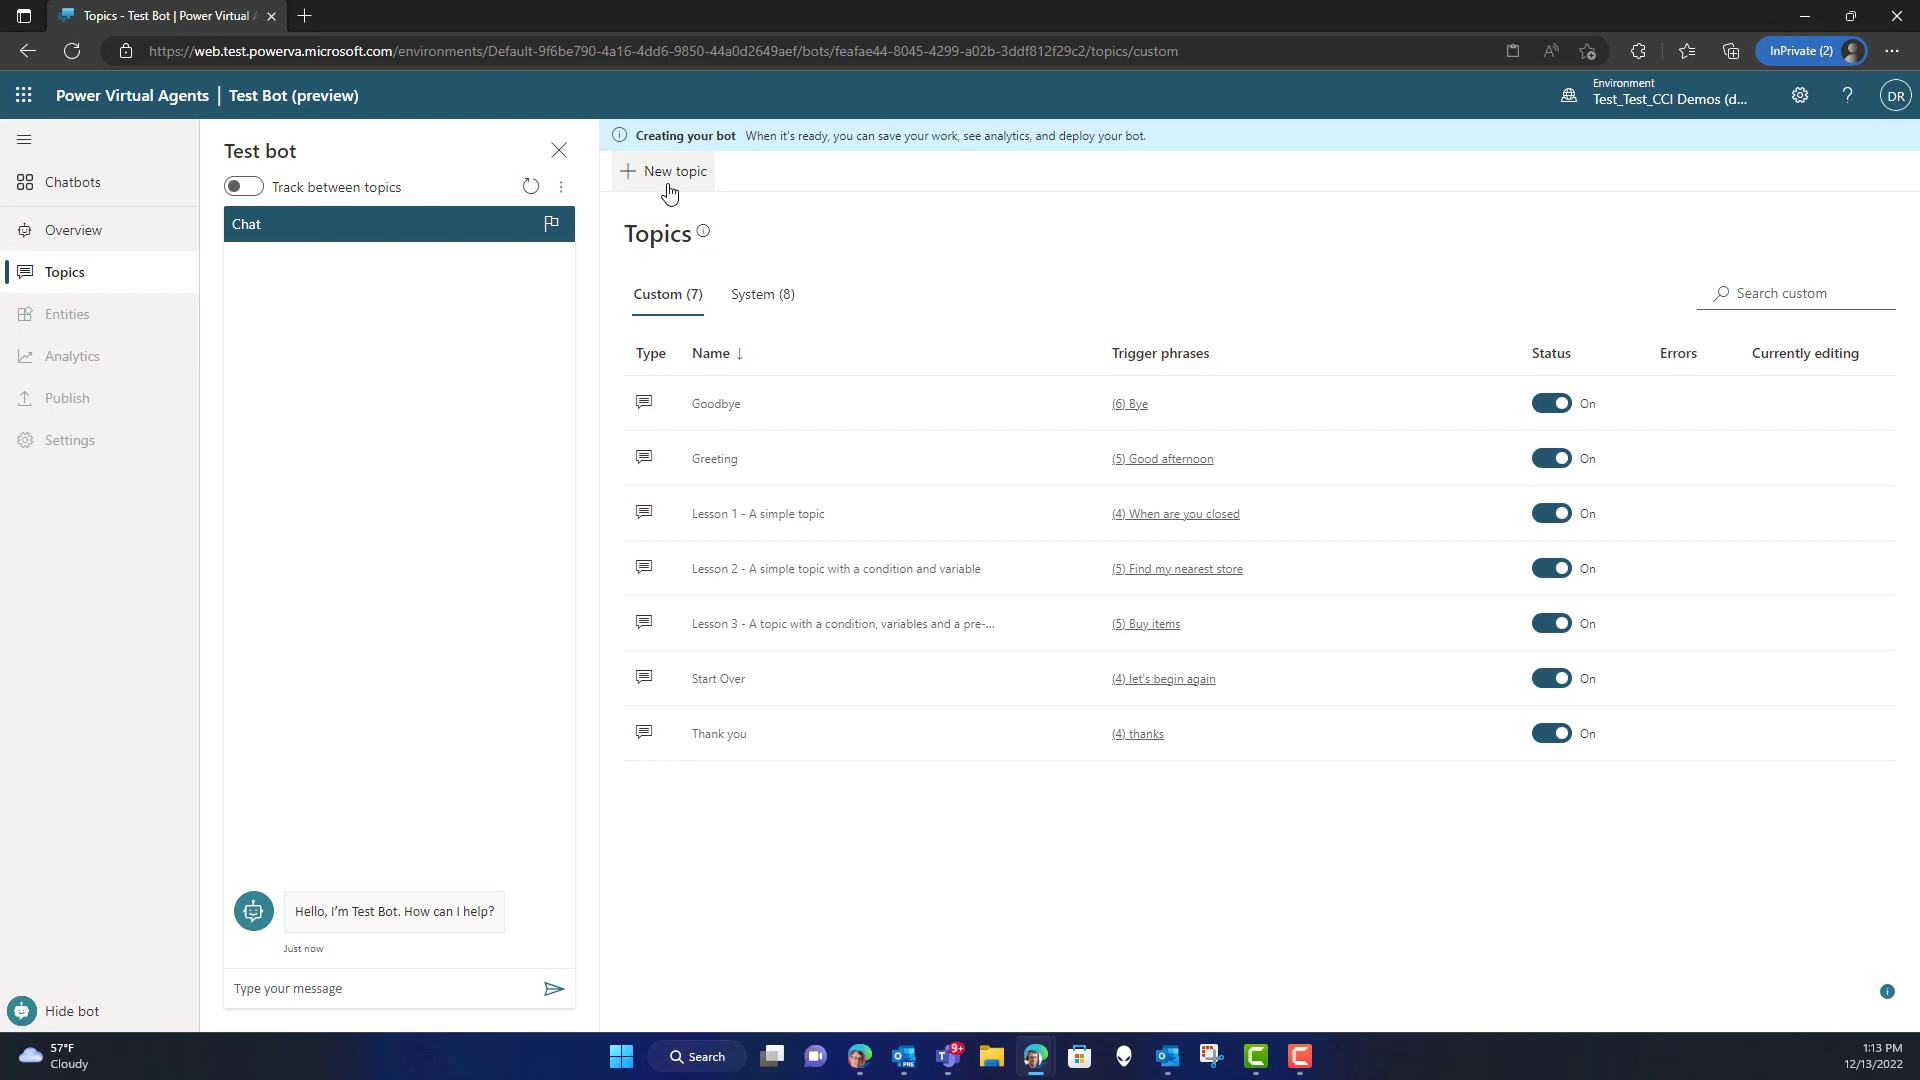 Topics - Test Bot | Power Virtual A
https://web.test.powerva.microsoft.com/environments/Default-9f6be790-4a16-4dd6-9850-44a0d2649aef/bots/feafae44-8045-4299-a02b-3ddf812f29c2/topics/custom
InPrivate (2)
Power Virtual Agents | Test Bot (preview)
Environment
Test_Test_CCI Demos (d...
DR
Chatbots
Overview
Topics
Entities
Analytics
Publish
Settings
Hide bot
Test bot
Track between topics
Chat
Hello, I'm Test Bot. How can I help?
Just now
Type your message
Creating your bot When it's ready, you can save your work, see analytics, and deploy your bot.
New topic
Topics
Custom (7) System (8)
Search custom
Type Name ↓ Trigger phrases Status Errors Currently editing
Goodbye (6) Bye On
Greeting (5) Good afternoon On
Lesson 1 - A simple topic (4) When are you closed On
Lesson 2 - A simple topic with a condition and variable (5) Find my nearest store On
Lesson 3 - A topic with a condition, variables and a pre-... (5) Buy items On
Start Over (4) let's begin again On
Thank you (4) thanks On
57°F
Cloudy
Search
PRE
9+
1:13 PM
12/13/2022